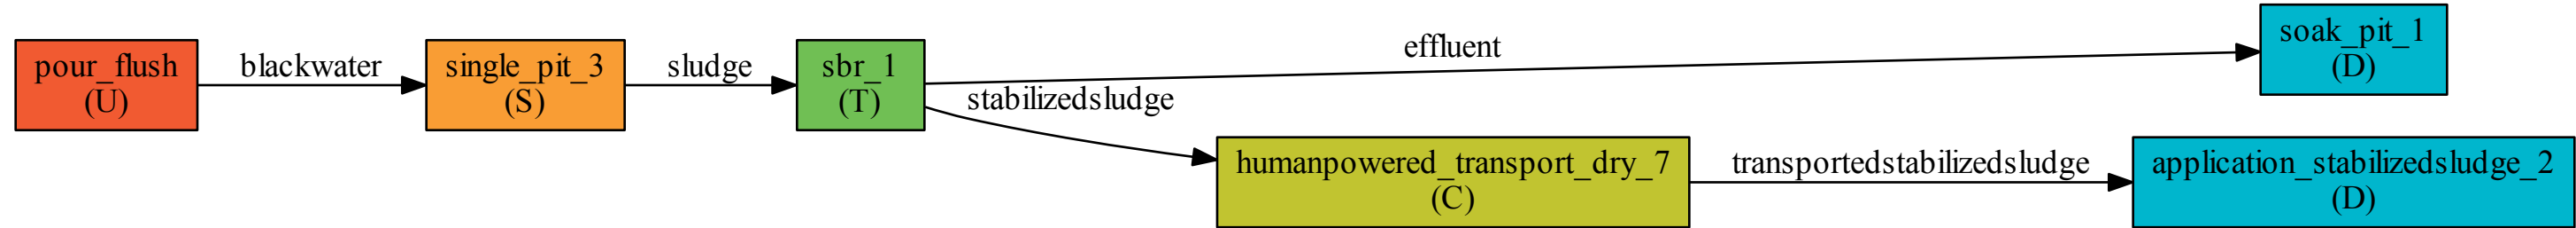 pour_flush
(U)
blackwater
single_pit_3
(S)
sludge
sbr_1
(T)
effluent
soak_pit_1
(D)
stabilizedsludge
humanpowered_transport_dry_7
(C)
transportedstabilizedsludge
application_stabilizedsludge_2
(D)